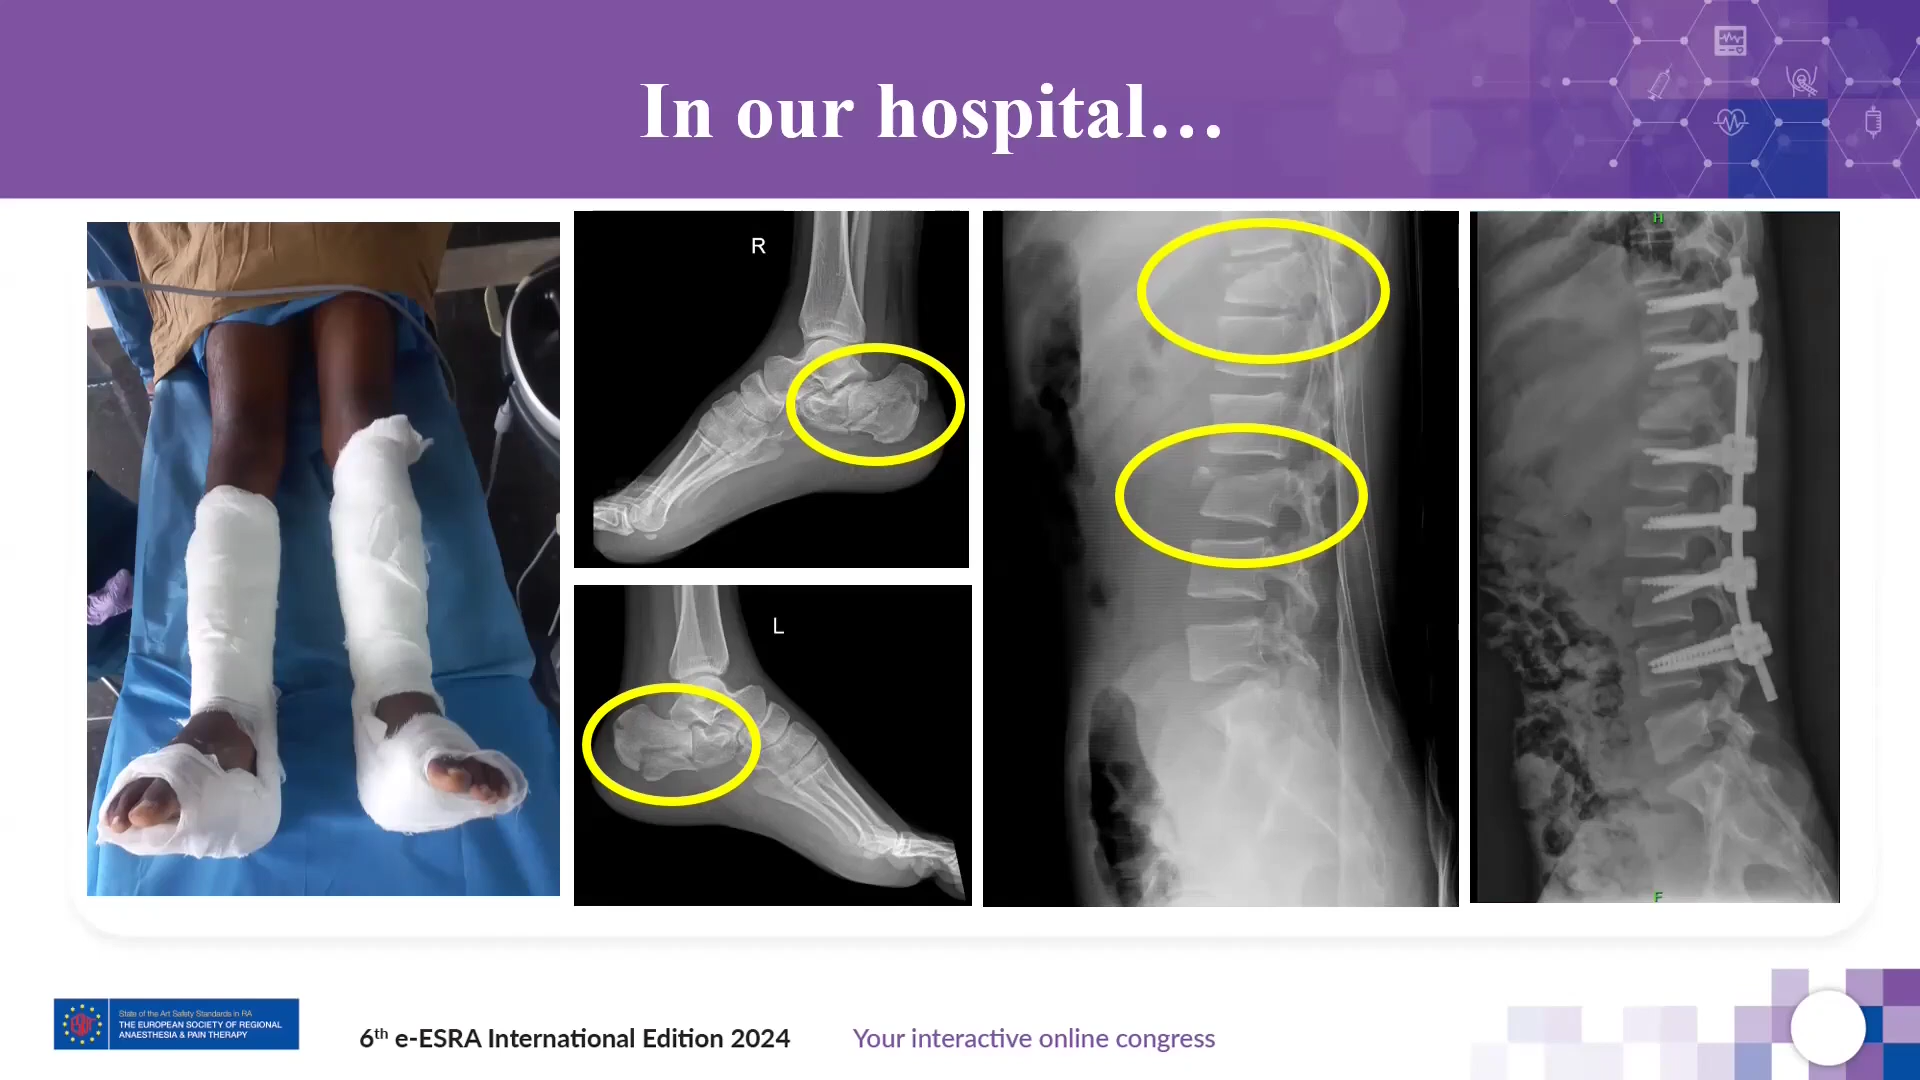 In our hospital…
R
L
H
F
State of the Art Safety Standards in RA
THE EUROPEAN SOCIETY OF REGIONAL
ANAESTHESIA & PAIN THERAPY
6th e-ESRA International Edition 2024
Your interactive online congress